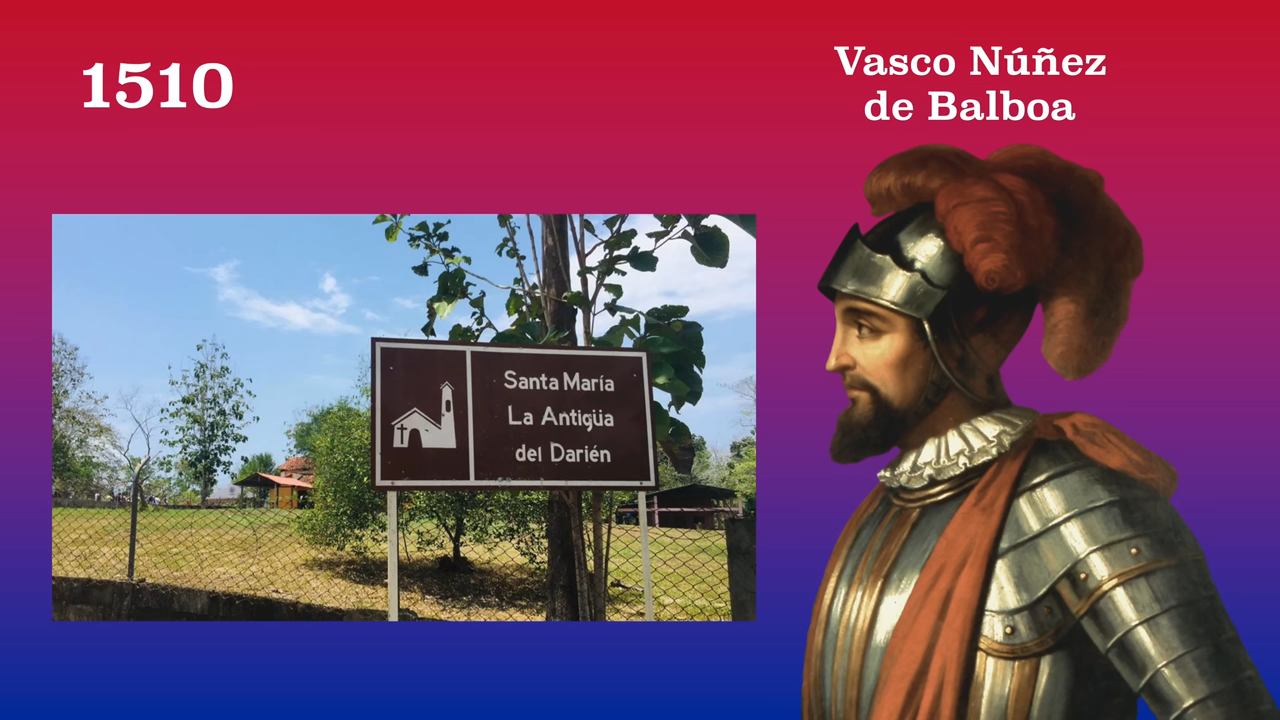 1510
Vasco Núñez
de Balboa
Santa María
La Antigüa
del Darién